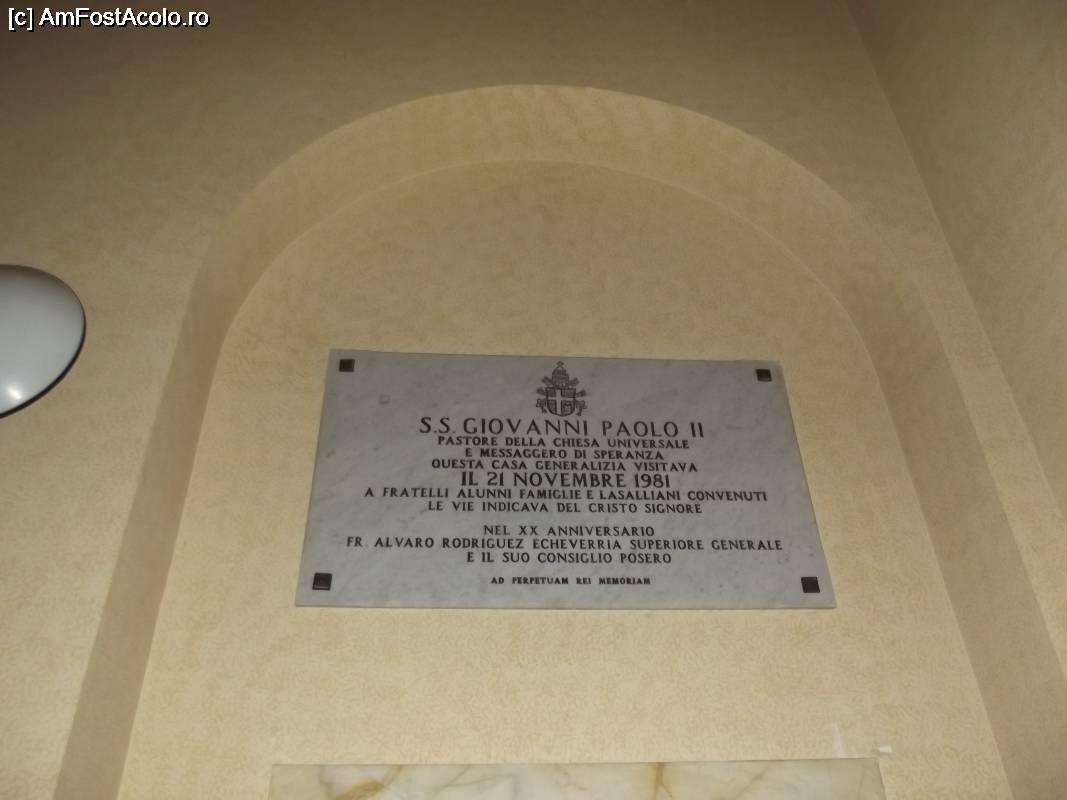 [c] AmFostAcolo.ro
S.S. GIOVANNI PAOLO II
PASTORE DELLA CHIESA UNIVERSALE
E MESSAGGERO DI SPERANZA
QUESTA CASA GENERALIZIA VISITAVA
IL 21 NOVEMBRE 1981
A FRATELLI ALUNNI FAMIGLIE E LASALLIANI CONVENUTI
LE VIE INDICAVA DEL CRISTO SIGNORE
NEL XX ANNIVERSARIO
FR. ALVARO RODRIGUEZ ECHEVERRIA SUPERIORE GENERALE
E IL SUO CONSIGLIO POSERO
AD PERPETUAM REI MEMORIAM